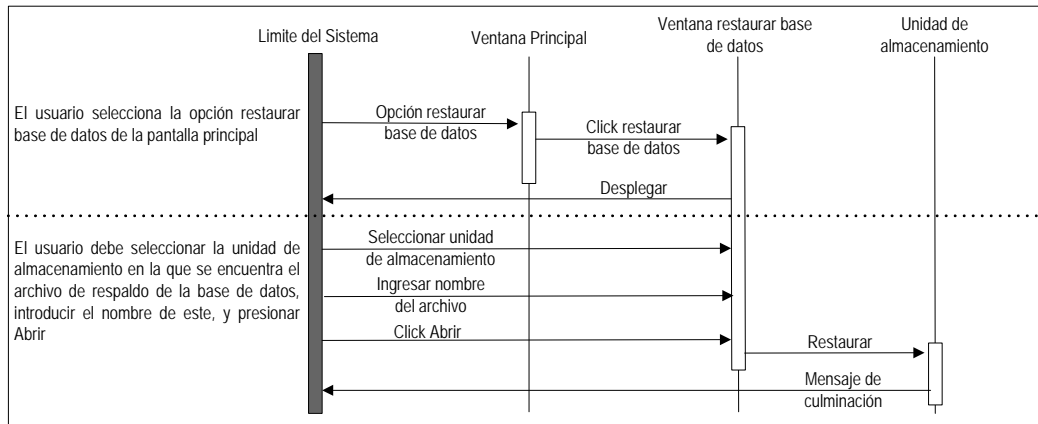 Limite del Sistema
Ventana Principal
Ventana restaurar base
de datos
Unidad de
almacenamiento
El usuario selecciona la opción restaurar
base de datos de la pantalla principal
Opción restaurar
base de datos
Click restaurar
base de datos
Desplegar
El usuario debe seleccionar la unidad de
almacenamiento en la que se encuentra el
archivo de respaldo de la base de datos,
introducir el nombre de este, y presionar
Abrir
Seleccionar unidad
de almacenamiento
Ingresar nombre
del archivo
Click Abrir
Restaurar
Mensaje de
culminación